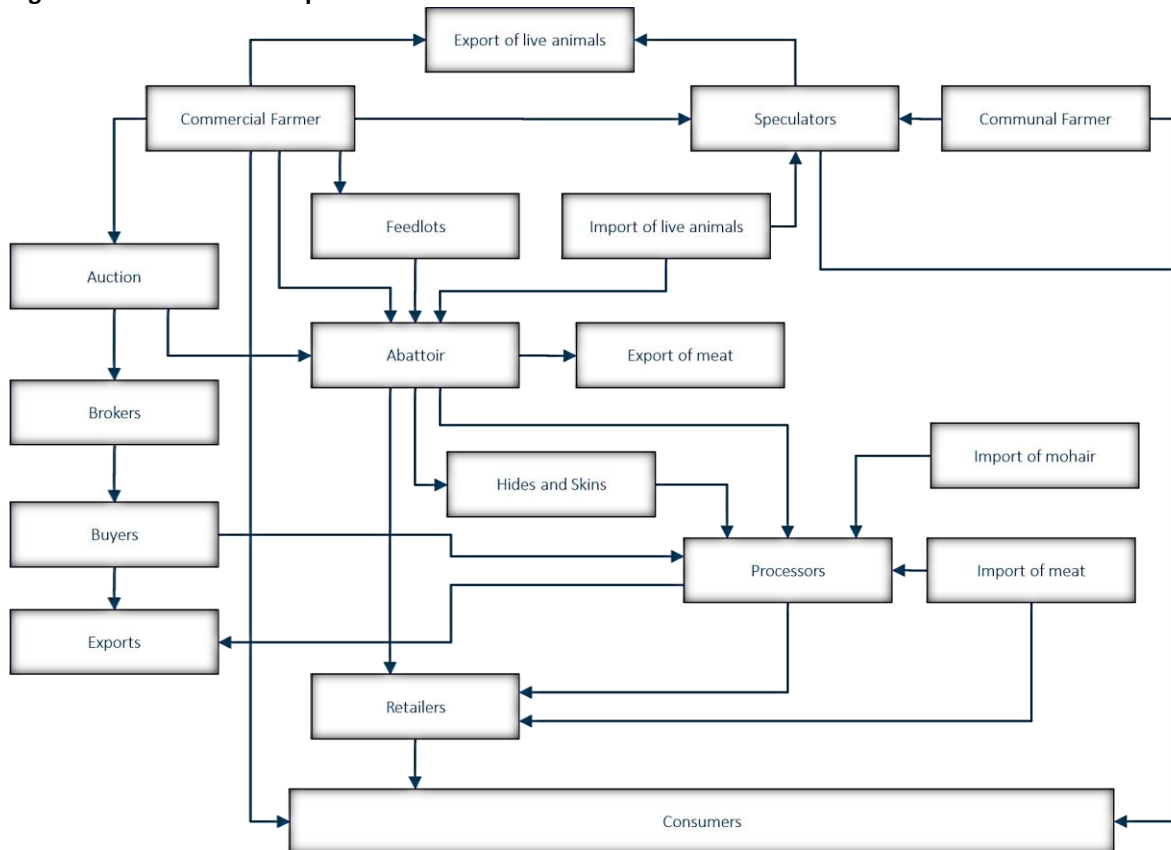 Export of live animals
Commercial Farmer
Speculators
Communal Farmer
Feedlots
Import of live animals
Auction
Abattoir
Export of meat
Brokers
Import of mohair
Hides and Skins
Buyers
Processors
Import of meat
Exports
Retailers
Consumers